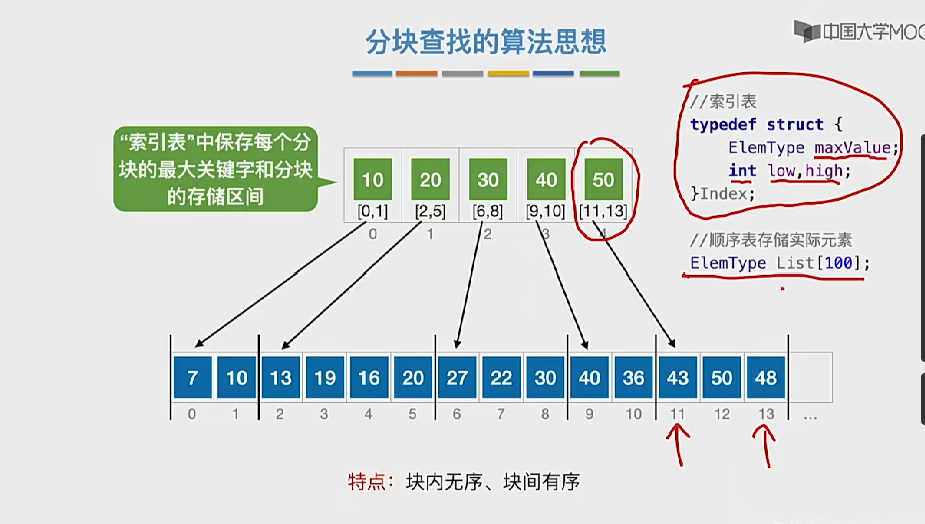 分块查找的算法思想
中国大学MOO
“索引表”中保存每个分
块的最大关键字和分块
的存储区间
//索引表
typedef struct {
ElemType maxValue;
int low,high;
}Index;
//顺序表存储实际元素
ElemType List[100];
10 20 30 40 50
[0,1] [2,5] [6,8] [9,10] [11,13]
0 1 2 3 4
7 10 13 19 16 20 27 22 30 40 36 43 50 48
0 1 2 3 4 5 6 7 8 9 10 11 12 13 …
特点：块内无序、块间有序